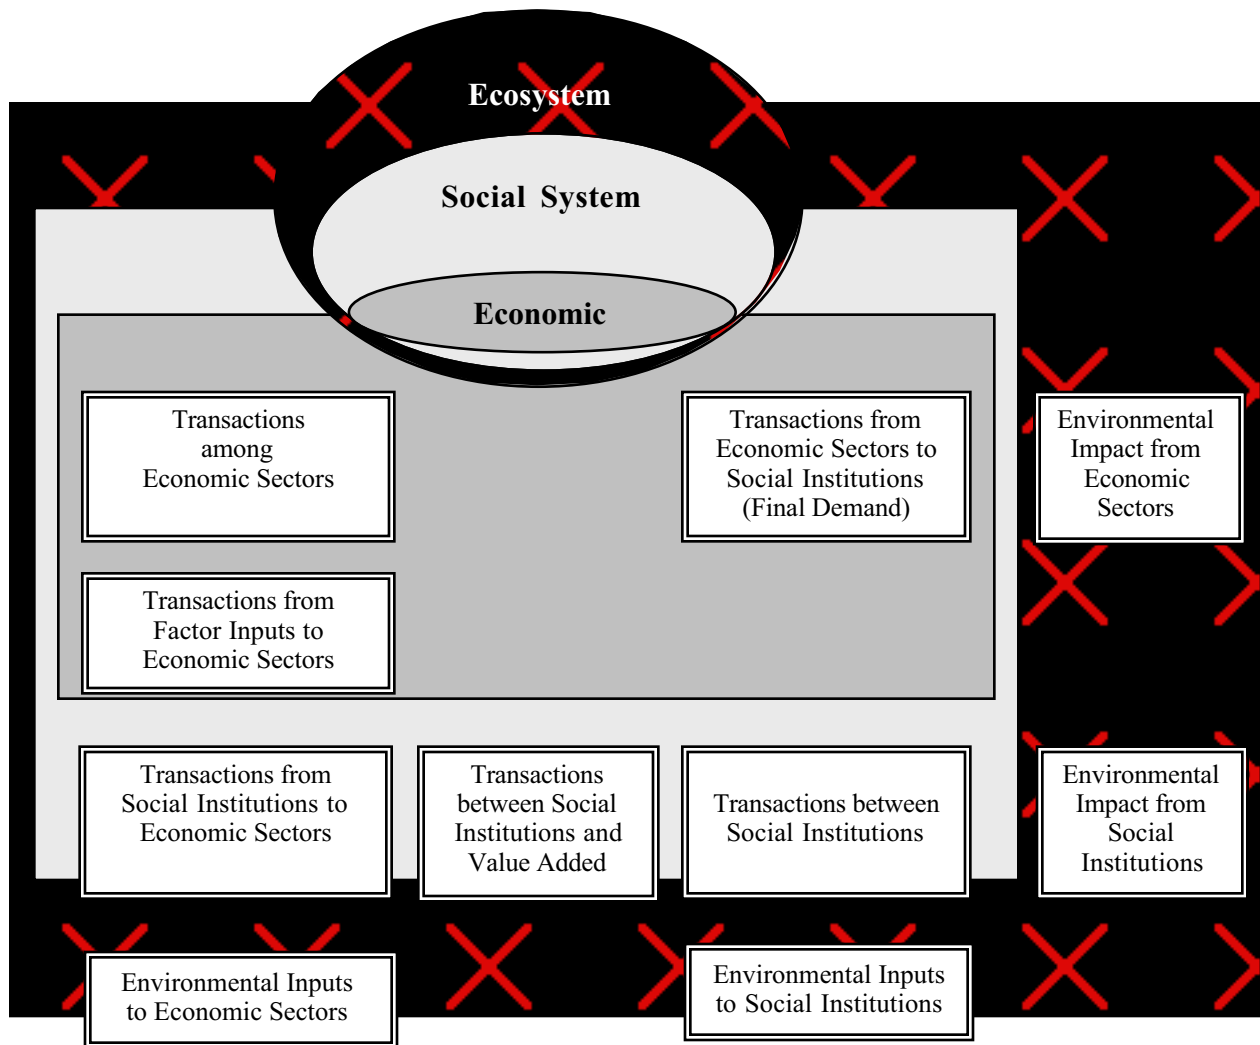 Ecosystem
Social System
Economic
Transactions
among
Economic Sectors
Transactions from
Economic Sectors to
Social Institutions
(Final Demand)
Environmental
Impact from
Economic
Sectors
Transactions from
Factor Inputs to
Economic Sectors
Transactions from
Social Institutions to
Economic Sectors
Transactions
between Social
Institutions and
Value Added
Transactions between
Social Institutions
Environmental
Impact from
Social
Institutions
Environmental Inputs
to Economic Sectors
Environmental Inputs
to Social Institutions